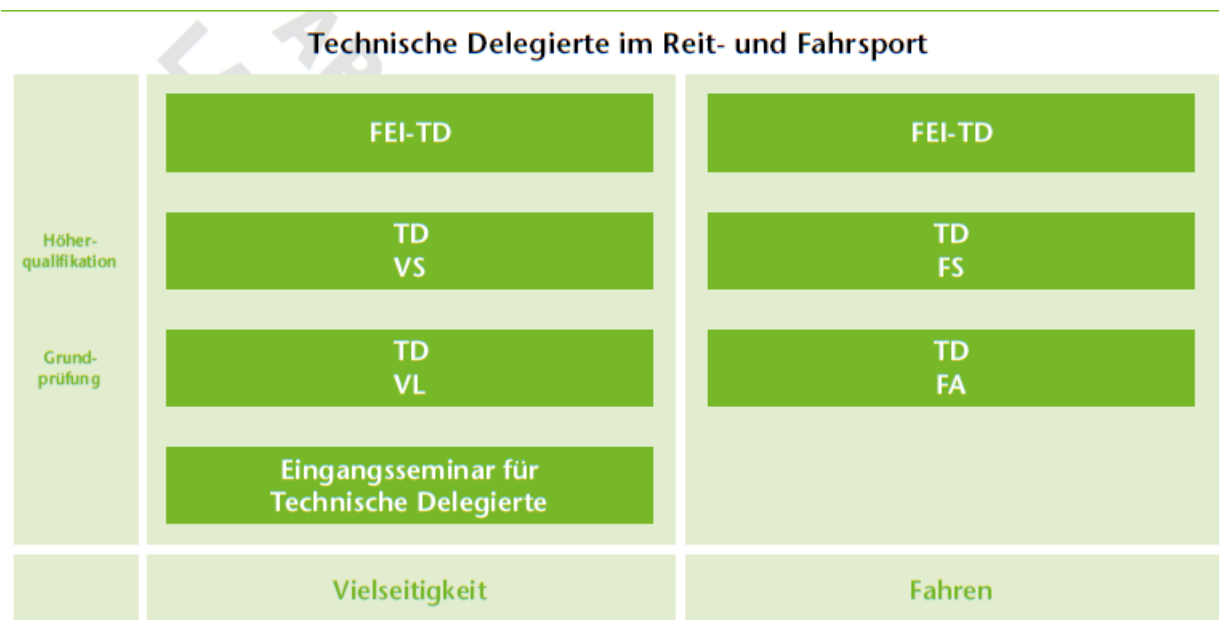 Technische Delegierte im Reit- und Fahrsport
FEI-TD
FEI-TD
Höher-
qualifikation
TD
VS
TD
FS
Grund-
prüfung
TD
VL
TD
FA
Eingangsseminar für
Technische Delegierte
Vielseitigkeit
Fahren